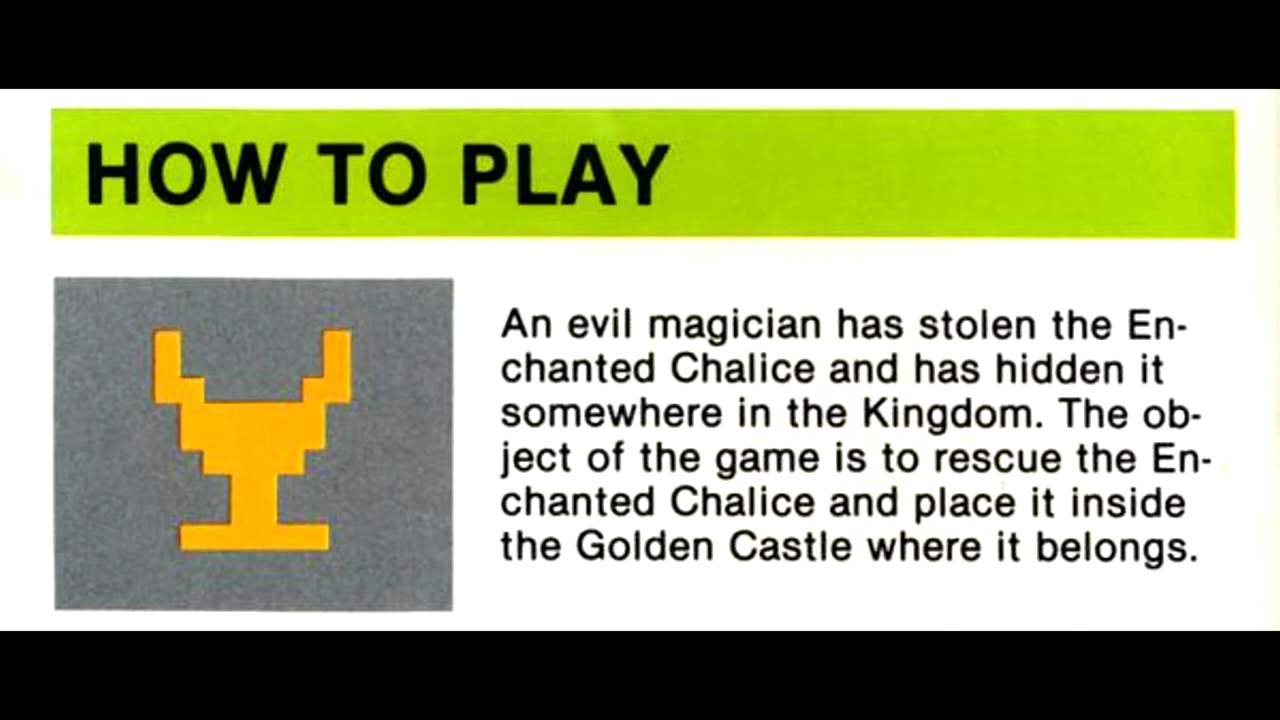 HOW TO PLAY
An evil magician has stolen the En-
chanted Chalice and has hidden it
somewhere in the Kingdom. The ob-
ject of the game is to rescue the En-
chanted Chalice and place it inside
the Golden Castle where it belongs.